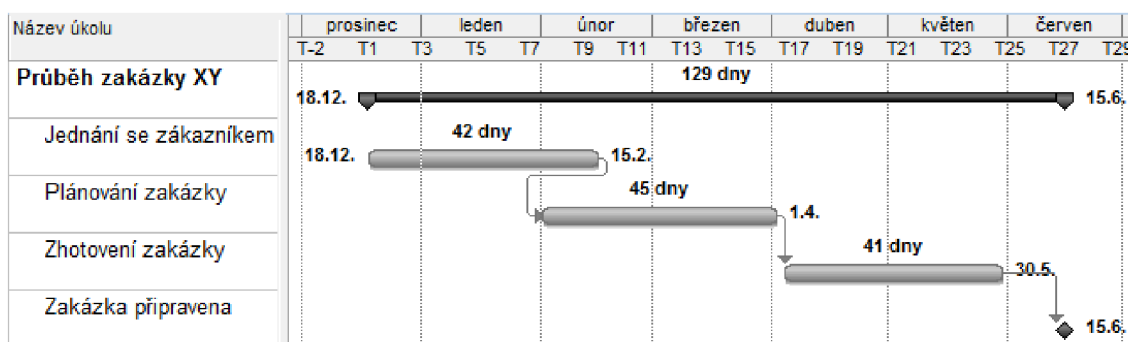 Název úkolu
prosinec leden únor březen duben květen červen
T-2 T1 T3 T5 T7 T9 T11 T13 T15 T17 T19 T21 T23 T25 T27 T29
Průběh zakázky XY
129 dny
18.12. 15.6.
Jednání se zákazníkem
42 dny
18.12. 15.2.
Plánování zakázky
45 dny
1.4.
Zhotovení zakázky
41 dny
30.5.
Zakázka připravena
15.6.